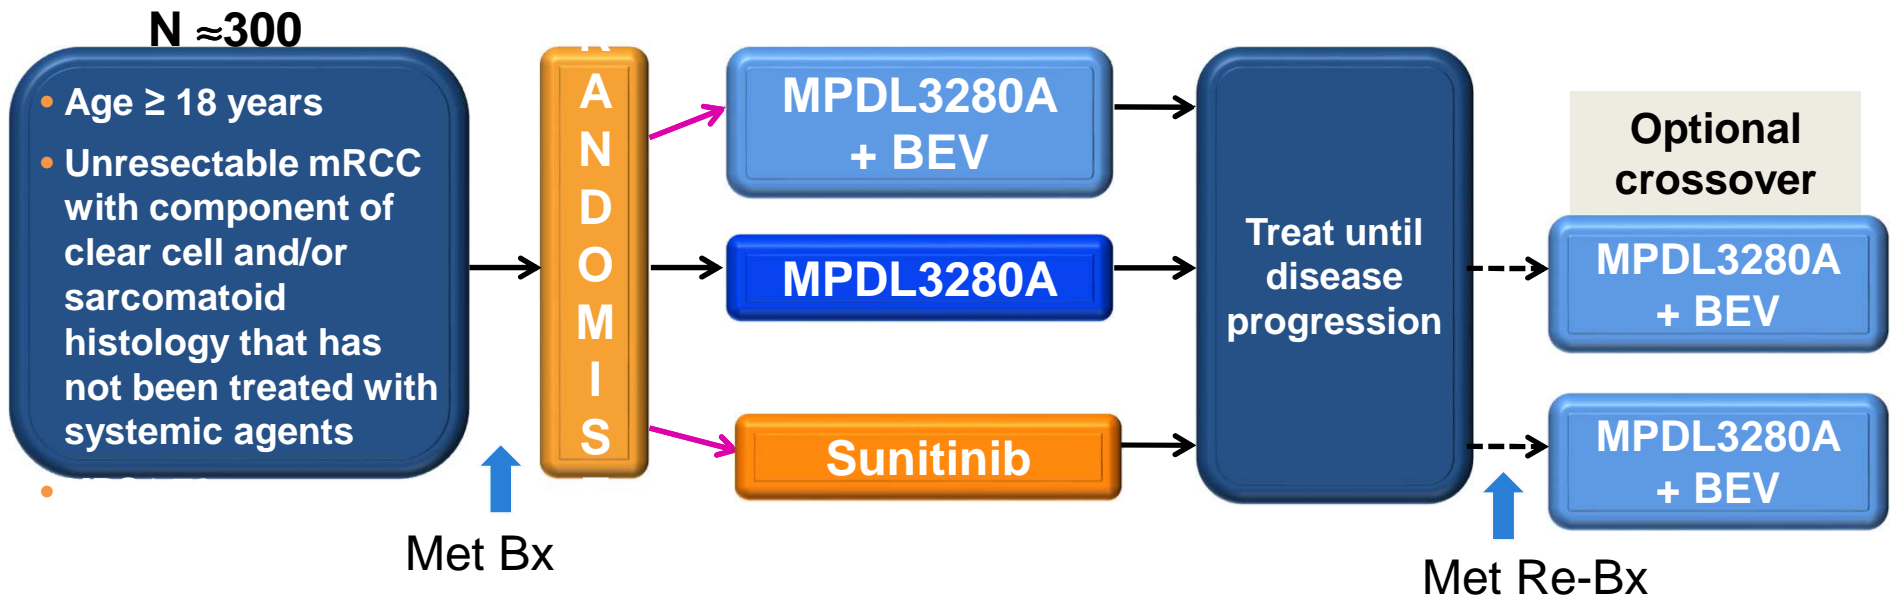 N ≈300
• Age ≥ 18 years
• Unresectable mRCC
with component of
clear cell and/or
sarcomatoid
histology that has
not been treated with
systemic agents
•
R
A
N
D
O
M
I
S
MPDL3280A
+ BEV
MPDL3280A
Sunitinib
Treat until
disease
progression
Optional
crossover
MPDL3280A
+ BEV
MPDL3280A
+ BEV
Met Bx
Met Re-Bx